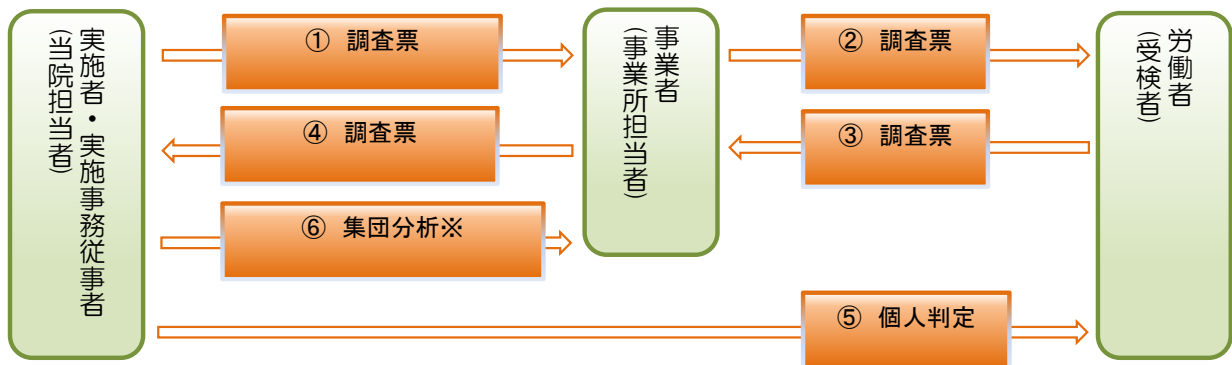 実施者・実施事務従事者
(当院担当者)
① 調査票
④ 調査票
⑥ 集団分析※
事業者
(事業所担当者)
② 調査票
③ 調査票
⑤ 個人判定
労働者
(受検者)